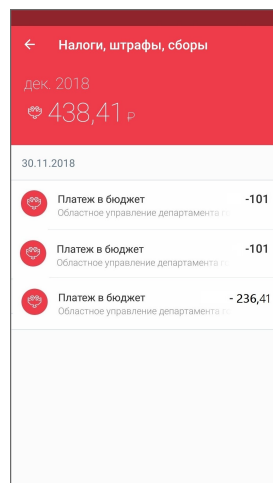 Налоги, штрафы, сборы
дек. 2018
438,41 ₽
30.11.2018
Платеж в бюджет -101
Областное управление департамента
Платеж в бюджет -101
Областное управление департамента
Платеж в бюджет - 236,41
Областное управление департамента